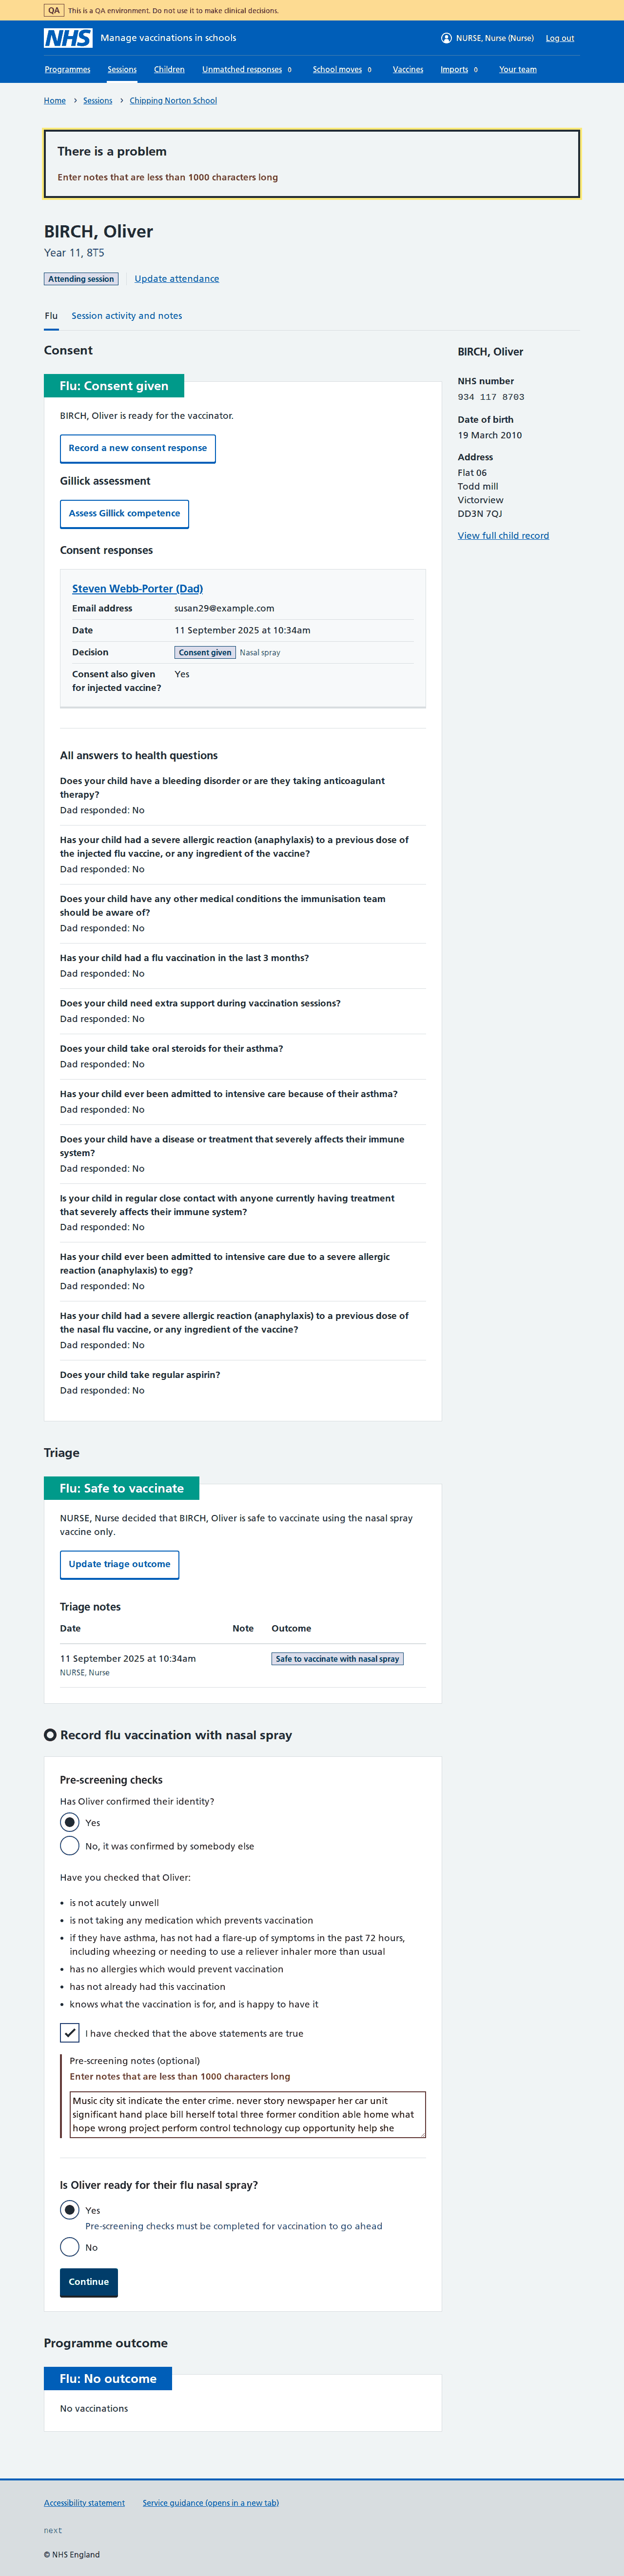 QA This is a QA environment. Do not use it to make clinical decisions.
NHS Manage vaccinations in schools NURSE, Nurse (Nurse) Log out
Programmes Sessions Children Unmatched responses 0 School moves 0 Vaccines Imports 0 Your team
Home › Sessions › Chipping Norton School
There is a problem
Enter notes that are less than 1000 characters long
BIRCH, Oliver
Year 11, 8T5
Attending session Update attendance
Flu Session activity and notes
Consent
Flu: Consent given
BIRCH, Oliver is ready for the vaccinator.
Record a new consent response
Gillick assessment
Assess Gillick competence
Consent responses
Steven Webb-Porter (Dad)
Email address susan29@example.com
Date 11 September 2025 at 10:34am
Decision Consent given Nasal spray
Consent also given Yes
for injected vaccine?
All answers to health questions
Does your child have a bleeding disorder or are they taking anticoagulant
therapy?
Dad responded: No
Has your child had a severe allergic reaction (anaphylaxis) to a previous dose of
the injected flu vaccine, or any ingredient of the vaccine?
Dad responded: No
Does your child have any other medical conditions the immunisation team
should be aware of?
Dad responded: No
Has your child had a flu vaccination in the last 3 months?
Dad responded: No
Does your child need extra support during vaccination sessions?
Dad responded: No
Does your child take oral steroids for their asthma?
Dad responded: No
Has your child ever been admitted to intensive care because of their asthma?
Dad responded: No
Does your child have a disease or treatment that severely affects their immune
system?
Dad responded: No
Is your child in regular close contact with anyone currently having treatment
that severely affects their immune system?
Dad responded: No
Has your child ever been admitted to intensive care due to a severe allergic
reaction (anaphylaxis) to egg?
Dad responded: No
Has your child had a severe allergic reaction (anaphylaxis) to a previous dose of
the nasal flu vaccine, or any ingredient of the vaccine?
Dad responded: No
Does your child take regular aspirin?
Dad responded: No
BIRCH, Oliver
NHS number
934 117 8703
Date of birth
19 March 2010
Address
Flat 06
Todd mill
Victorview
DD3N 7QJ
View full child record
Triage
Flu: Safe to vaccinate
NURSE, Nurse decided that BIRCH, Oliver is safe to vaccinate using the nasal spray
vaccine only.
Update triage outcome
Triage notes
Date Note Outcome
11 September 2025 at 10:34am Safe to vaccinate with nasal spray
NURSE, Nurse
Record flu vaccination with nasal spray
Pre-screening checks
Has Oliver confirmed their identity?
Yes
No, it was confirmed by somebody else
Have you checked that Oliver:
• is not acutely unwell
• is not taking any medication which prevents vaccination
• if they have asthma, has not had a flare-up of symptoms in the past 72 hours,
including wheezing or needing to use a reliever inhaler more than usual
• has no allergies which would prevent vaccination
• has not already had this vaccination
• knows what the vaccination is for, and is happy to have it
I have checked that the above statements are true
Pre-screening notes (optional)
Enter notes that are less than 1000 characters long
Music city sit indicate the enter crime. never story newspaper her car unit
significant hand place bill herself total three former condition able home what
hope wrong project perform control technology cup opportunity help she
Is Oliver ready for their flu nasal spray?
Yes
Pre-screening checks must be completed for vaccination to go ahead
No
Continue
Programme outcome
Flu: No outcome
No vaccinations
Accessibility statement Service guidance (opens in a new tab)
next
© NHS England